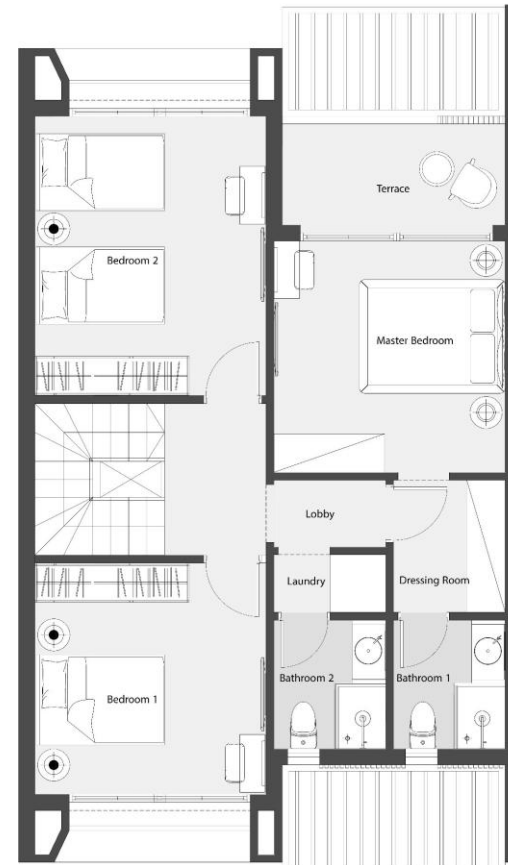 Terrace
Bedroom 2
Master Bedroom
Lobby
Laundry
Dressing Room
Bathroom 2
Bathroom 1
Bedroom 1